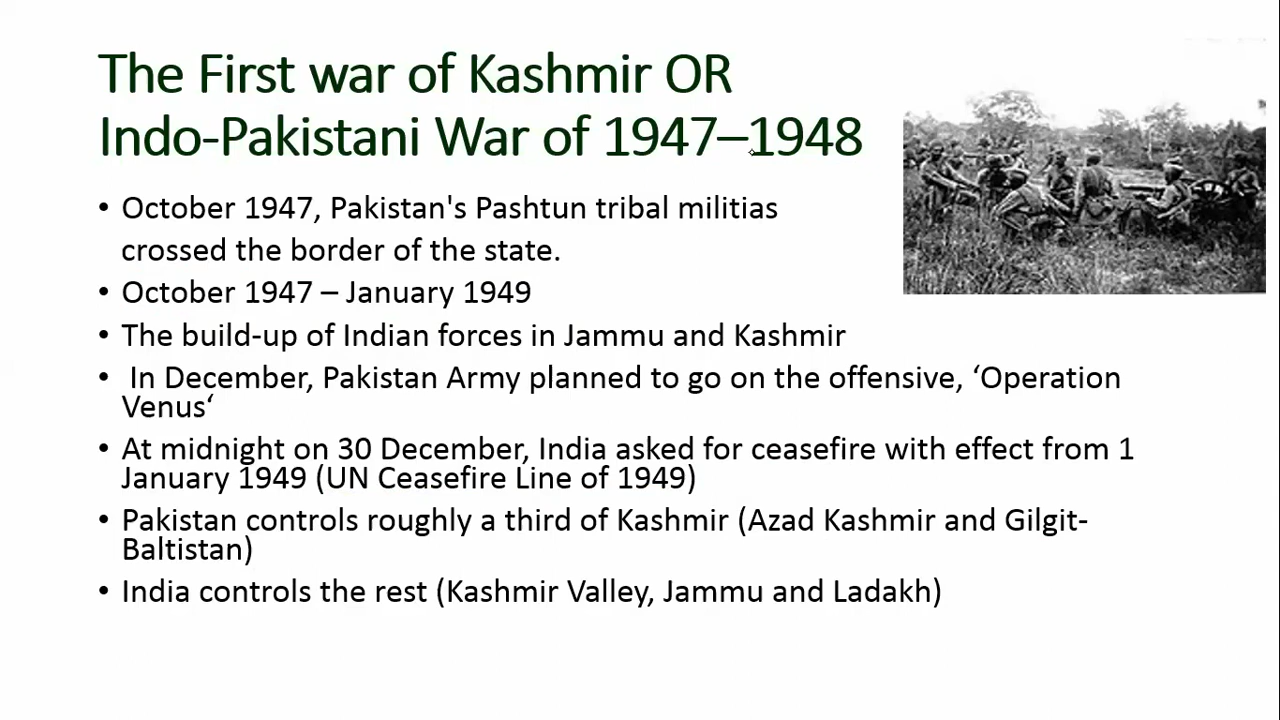 The First war of Kashmir OR
Indo-Pakistani War of 1947–1948
• October 1947, Pakistan's Pashtun tribal militias
crossed the border of the state.
• October 1947 – January 1949
• The build-up of Indian forces in Jammu and Kashmir
• In December, Pakistan Army planned to go on the offensive, ‘Operation
Venus‘
• At midnight on 30 December, India asked for ceasefire with effect from 1
January 1949 (UN Ceasefire Line of 1949)
• Pakistan controls roughly a third of Kashmir (Azad Kashmir and Gilgit-
Baltistan)
• India controls the rest (Kashmir Valley, Jammu and Ladakh)